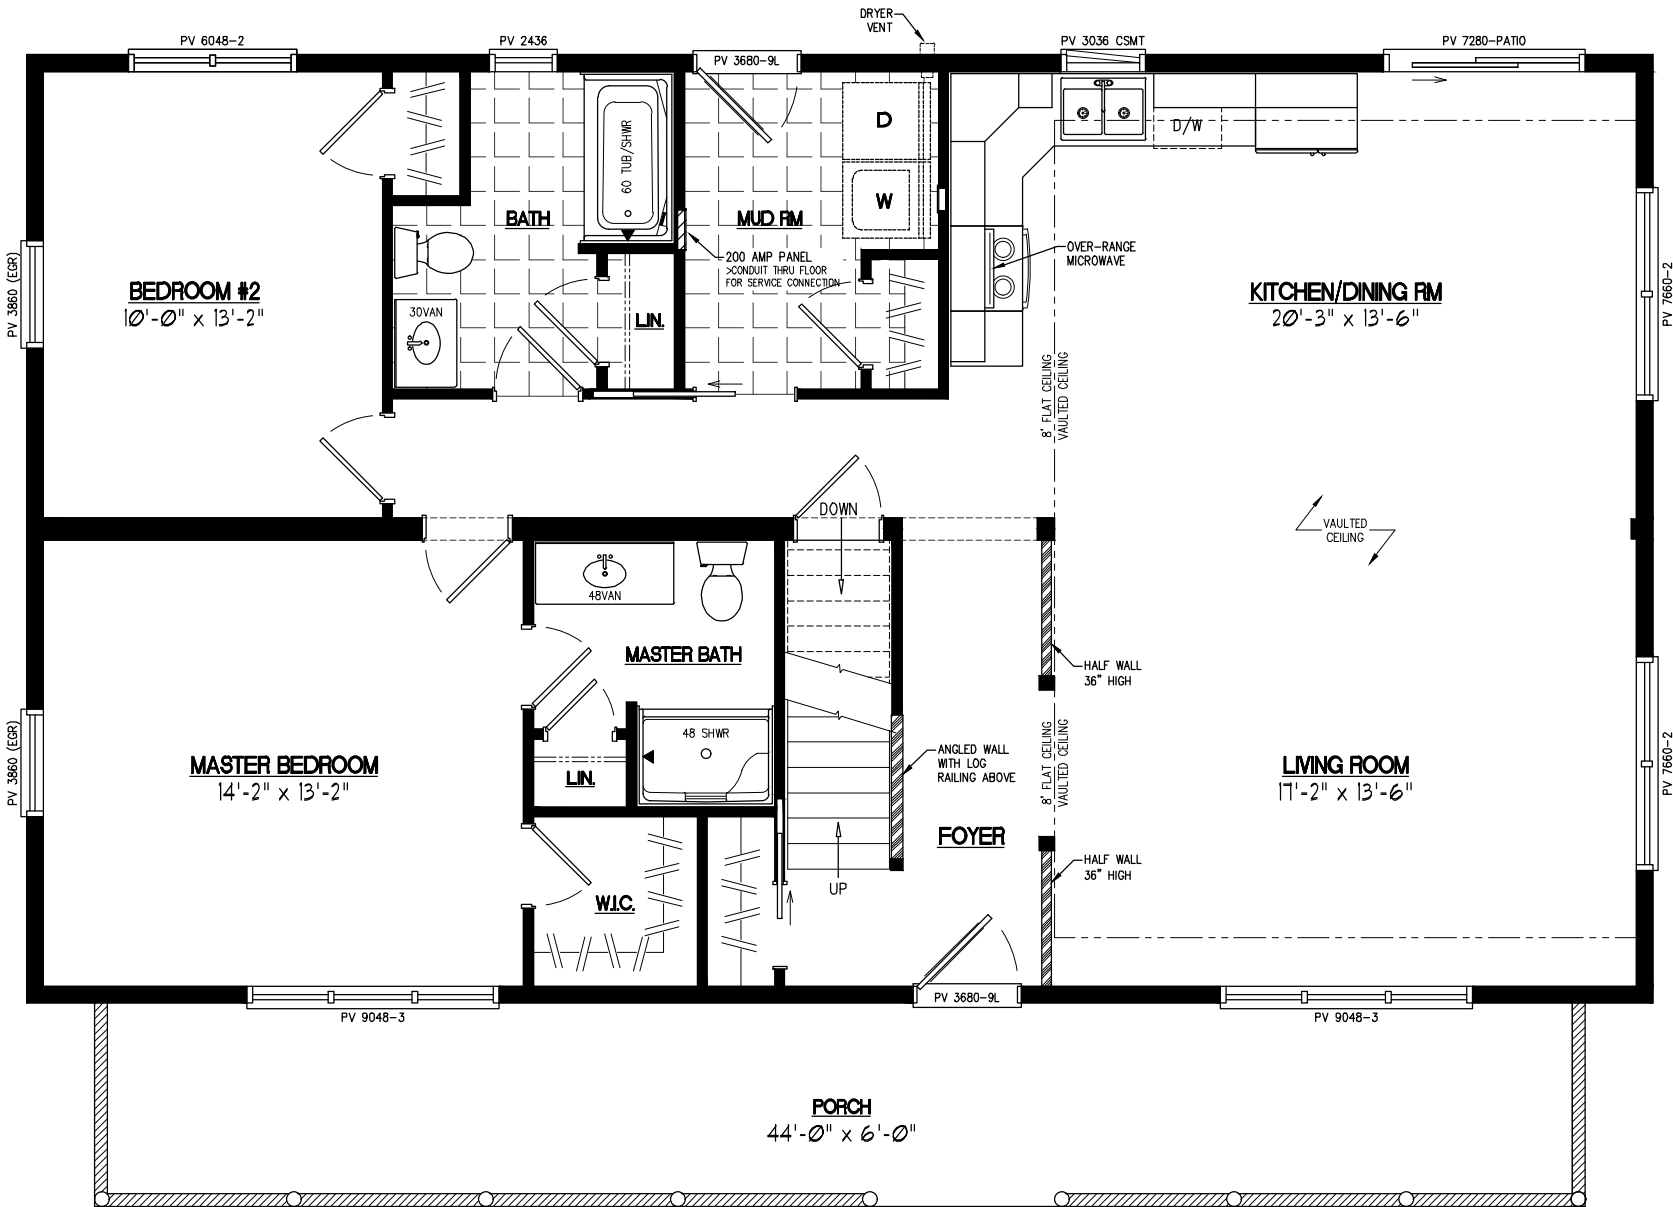 DRYER
VENT
PV 6048-2
PV 2436
PV 3680-9L
PV 3036 CSMT
PV 7280-PATIO
D
D/W
60 TUB/SHWR
W
BATH
MUD RM
200 AMP PANEL
>CONDUIT THRU FLOOR
FOR SERVICE CONNECTION
OVER-RANGE
MICROWAVE
PV 3860 (EGR)
BEDROOM #2
10'-0" x 13'-2"
30VAN
LIN.
KITCHEN/DINING RM
20'-3" x 13'-6"
PV 7660-2
8' FLAT CEILING
VAULTED CEILING
DOWN
VAULTED
CEILING
48VAN
MASTER BATH
HALF WALL
36" HIGH
PV 3860 (EGR)
MASTER BEDROOM
14'-2" x 13'-2"
48 SHWR
LIN.
ANGLED WALL
WITH LOG
RAILING ABOVE
8' FLAT CEILING
VAULTED CEILING
LIVING ROOM
17'-2" x 13'-6"
PV 7660-2
FOYER
HALF WALL
36" HIGH
UP
W.I.C.
PV 3680-9L
PV 9048-3
PV 9048-3
PORCH
44'-0" x 6'-0"